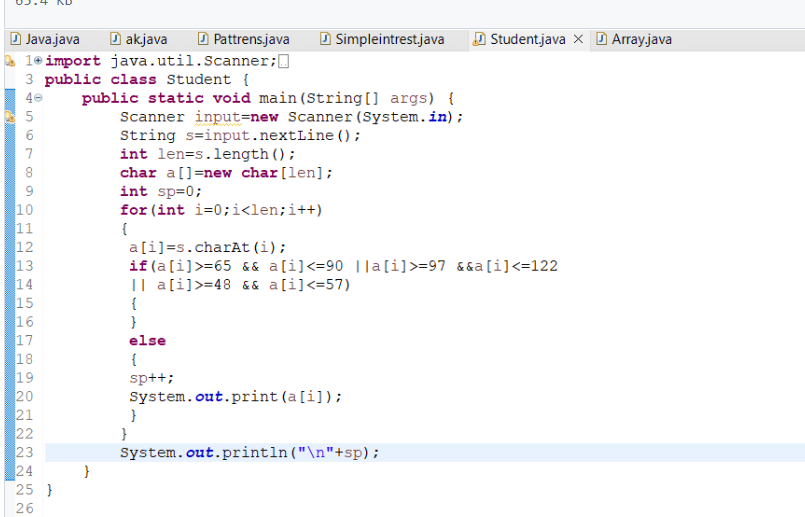 65.4 KB
Java.java ak.java Pattrens.java Simpleintrest.java Student.java Array.java
1 import java.util.Scanner;
3 public class Student {
4 public static void main(String[] args) {
5 Scanner input=new Scanner(System.in);
6 String s=input.nextLine();
7 int len=s.length();
8 char a[]=new char[len];
9 int sp=0;
10 for(int i=0;i<len;i++)
11 {
12 a[i]=s.charAt(i);
13 if(a[i]>=65 && a[i]<=90 ||a[i]>=97 &&a[i]<=122
14 || a[i]>=48 && a[i]<=57)
15 {
16 }
17 else
18 {
19 sp++;
20 System.out.print(a[i]);
21 }
22 }
23 System.out.println("\n"+sp);
24 }
25 }
26